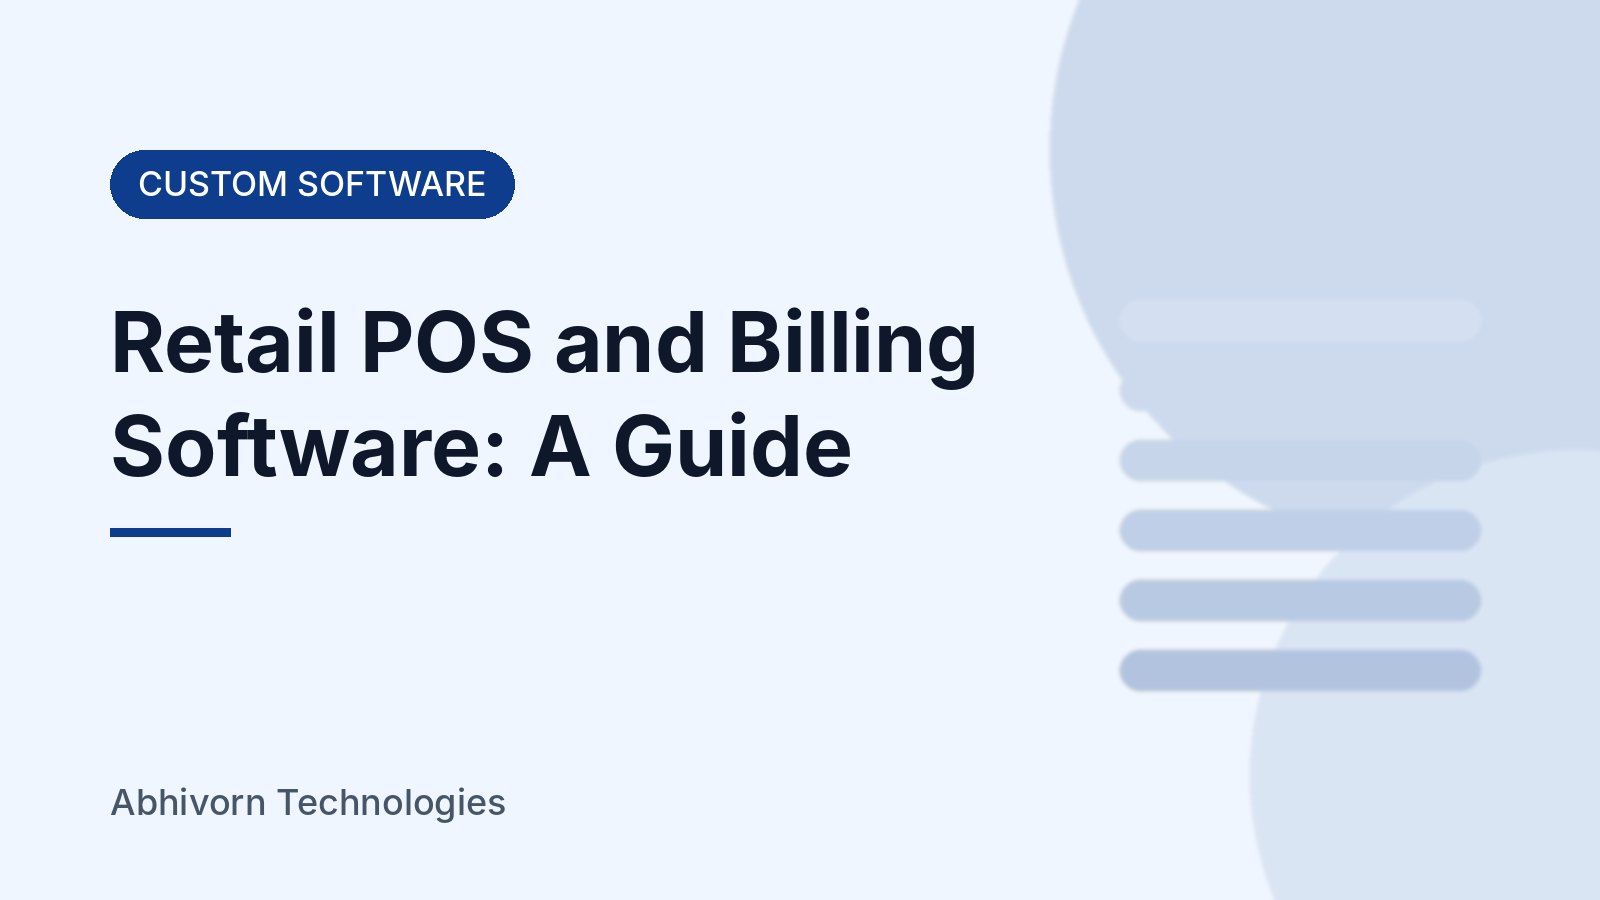 CUSTOM SOFTWARE
Retail POS and Billing
Software: A Guide
Abhivorn Technologies